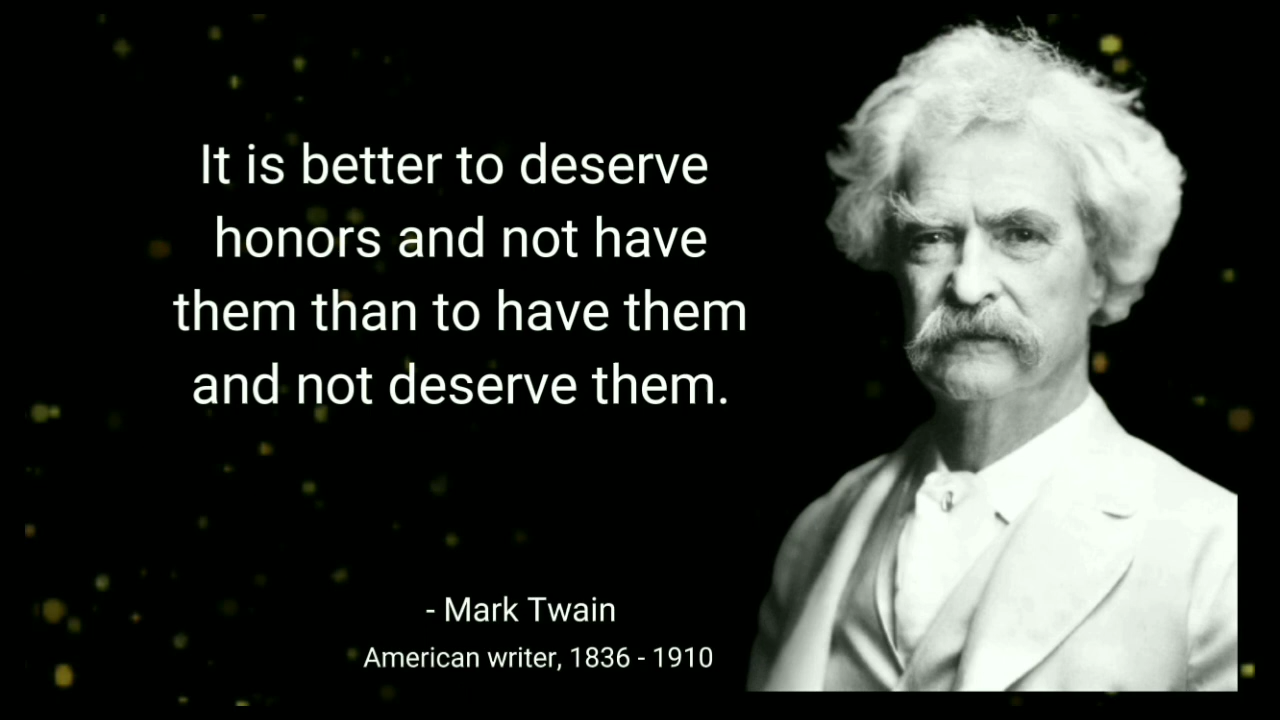 It is better to deserve
honors and not have
them than to have them
and not deserve them.
- Mark Twain
American writer, 1836 - 1910